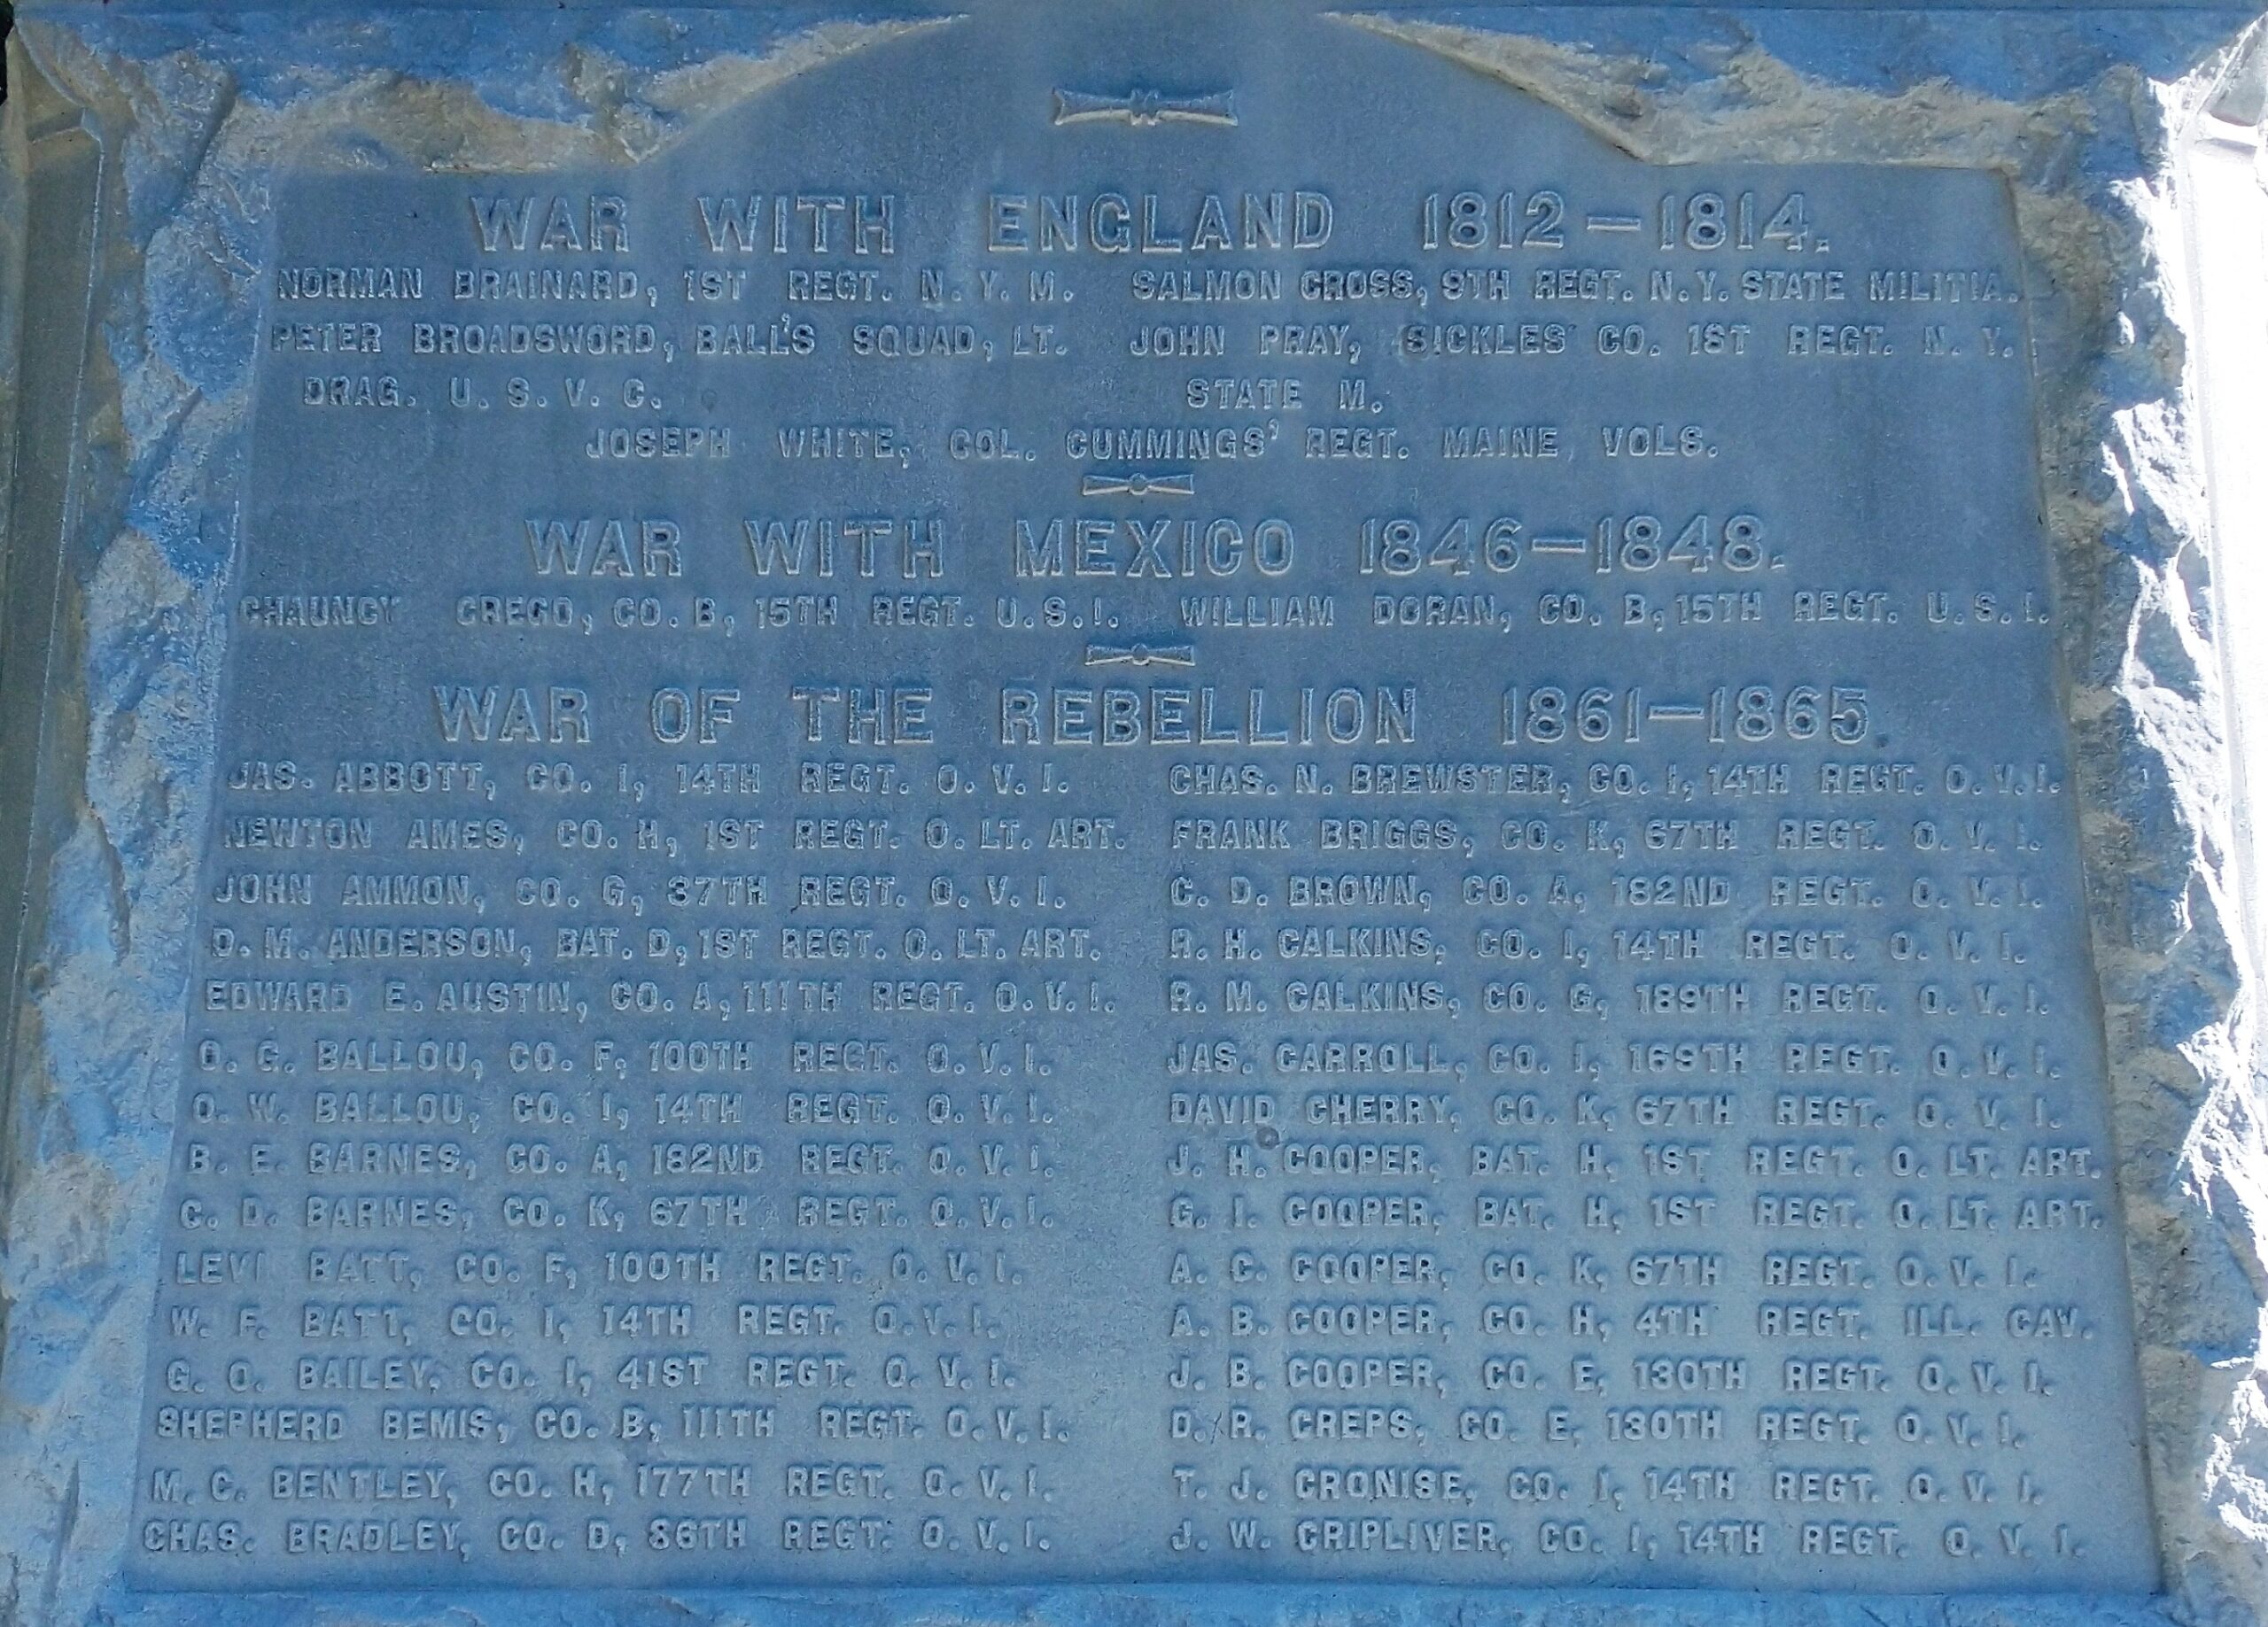 WAR WITH ENGLAND 1812—1814.
NORMAN BRAINARD, 1ST REGT. N. Y. M.
PETER BROADSWORD, BALL'S SQUAD, LT.
DRAG. U. S. V. C.
SALMON CROSS, 9TH REGT. N. Y. STATE MILITIA.
JOHN PRAY, SICKLES' CO. 1ST REGT. N. Y.
STATE M.
JOSEPH WHITE, COL. CUMMINGS' REGT. MAINE VOLS.
WAR WITH MEXICO 1846—1848.
CHAUNCY CREGO, CO. B, 15TH REGT. U. S. I.
WILLIAM DORAN, CO. B, 15TH REGT. U. S. I.
WAR OF THE REBELLION 1861—1865.
JAS. ABBOTT, CO. I, 14TH REGT. O. V. I.
NEWTON AMES, CO. H, 1ST REGT. O. LT. ART.
JOHN AMMON, CO. G, 37TH REGT. O. V. I.
D. M. ANDERSON, BAT. D, 1ST REGT. O. LT. ART.
EDWARD E. AUSTIN, CO. A, 111TH REGT. O. V. I.
O. G. BALLOU, CO. F, 100TH REGT. O. V. I.
O. W. BALLOU, CO. I, 14TH REGT. O. V. I.
B. E. BARNES, CO. A, 182ND REGT. O. V. I.
C. D. BARNES, CO. K, 67TH REGT. O. V. I.
LEVI BATT, CO. F, 100TH REGT. O. V. I.
W. F. BATT, CO. I, 14TH REGT. O. V. I.
G. O. BAILEY, CO. I, 41ST REGT. O. V. I.
SHEPHERD BEMIS, CO. B, 111TH REGT. O. V. I.
M. C. BENTLEY, CO. H, 177TH REGT. O. V. I.
CHAS. BRADLEY, CO. D, 86TH REGT. O. V. I.
CHAS. N. BREWSTER, CO. I, 14TH REGT. O. V. I.
FRANK BRIGGS, CO. K, 67TH REGT. O. V. I.
C. D. BROWN, CO. A, 182ND REGT. O. V. I.
R. H. CALKINS, CO. I, 14TH REGT. O. V. I.
R. M. CALKINS, CO. G, 189TH REGT. O. V. I.
JAS. CARROLL, CO. I, 169TH REGT. O. V. I.
DAVID CHERRY, CO. K, 67TH REGT. O. V. I.
J. H. COOPER, BAT. H, 1ST REGT. O. LT. ART.
G. I. COOPER, BAT. H, 1ST REGT. O. LT. ART.
A. C. COOPER, CO. K, 67TH REGT. O. V. I.
A. B. COOPER, CO. H, 4TH REGT. ILL. CAV.
J. B. COOPER, CO. E, 130TH REGT. O. V. I.
D. R. CREPS, CO. E, 130TH REGT. O. V. I.
T. J. CRONISE, CO. I, 14TH REGT. O. V. I.
J. W. CRIPLIVER, CO. I, 14TH REGT. O. V. I.